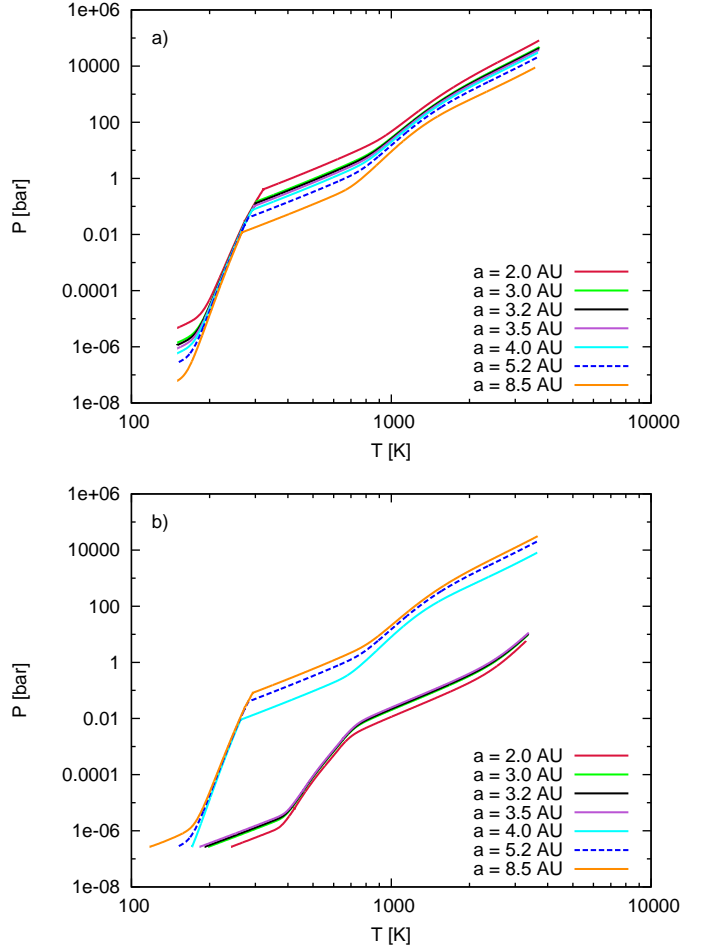 1e+06
a)
10000
100
1
P [bar]
0.01
0.0001
1e-06
1e-08
a = 2.0 AU
a = 3.0 AU
a = 3.2 AU
a = 3.5 AU
a = 4.0 AU
a = 5.2 AU
a = 8.5 AU
100 1000 10000
T [K]
1e+06
b)
10000
100
1
P [bar]
0.01
0.0001
1e-06
1e-08
a = 2.0 AU
a = 3.0 AU
a = 3.2 AU
a = 3.5 AU
a = 4.0 AU
a = 5.2 AU
a = 8.5 AU
100 1000 10000
T [K]